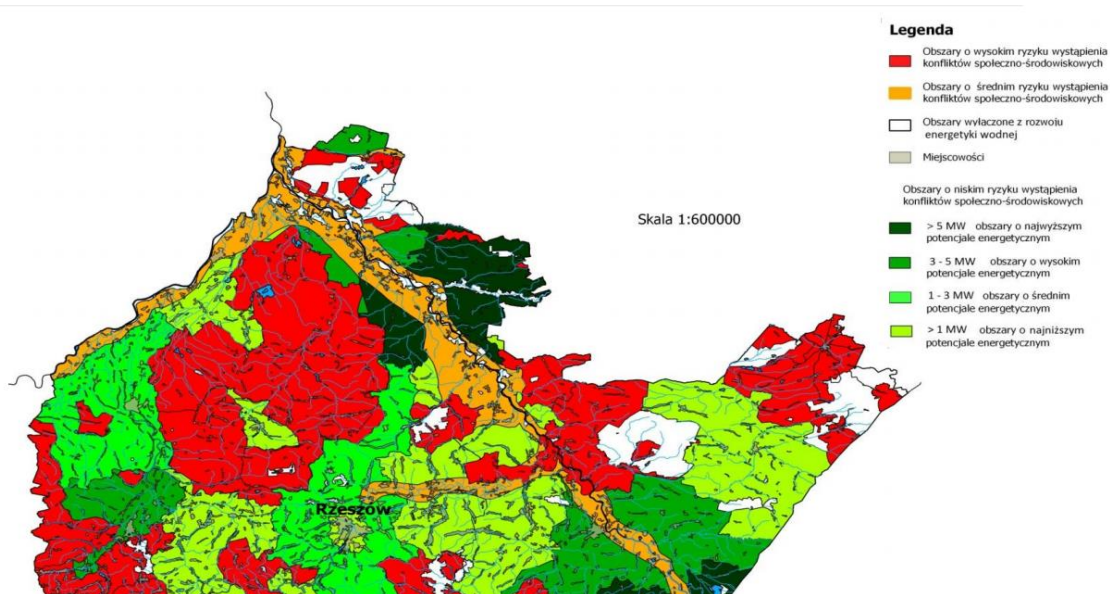 Legenda
Obszary o wysokim ryzyku wystąpienia
konfliktów społeczno-środowiskowych
Obszary o średnim ryzyku wystąpienia
konfliktów społeczno-środowiskowych
Obszary wyłączone z rozwoju
energetyki wodnej
Miejscowości
Obszary o niskim ryzyku wystąpienia
konfliktów społeczno-środowiskowych
> 5 MW obszary o najwyższym
potencjale energetycznym
3 - 5 MW obszary o wysokim
potencjale energetycznym
1 - 3 MW obszary o średnim
potencjale energetycznym
> 1 MW obszary o najniższym
potencjale energetycznym
Skala 1:600000
Rzeszów